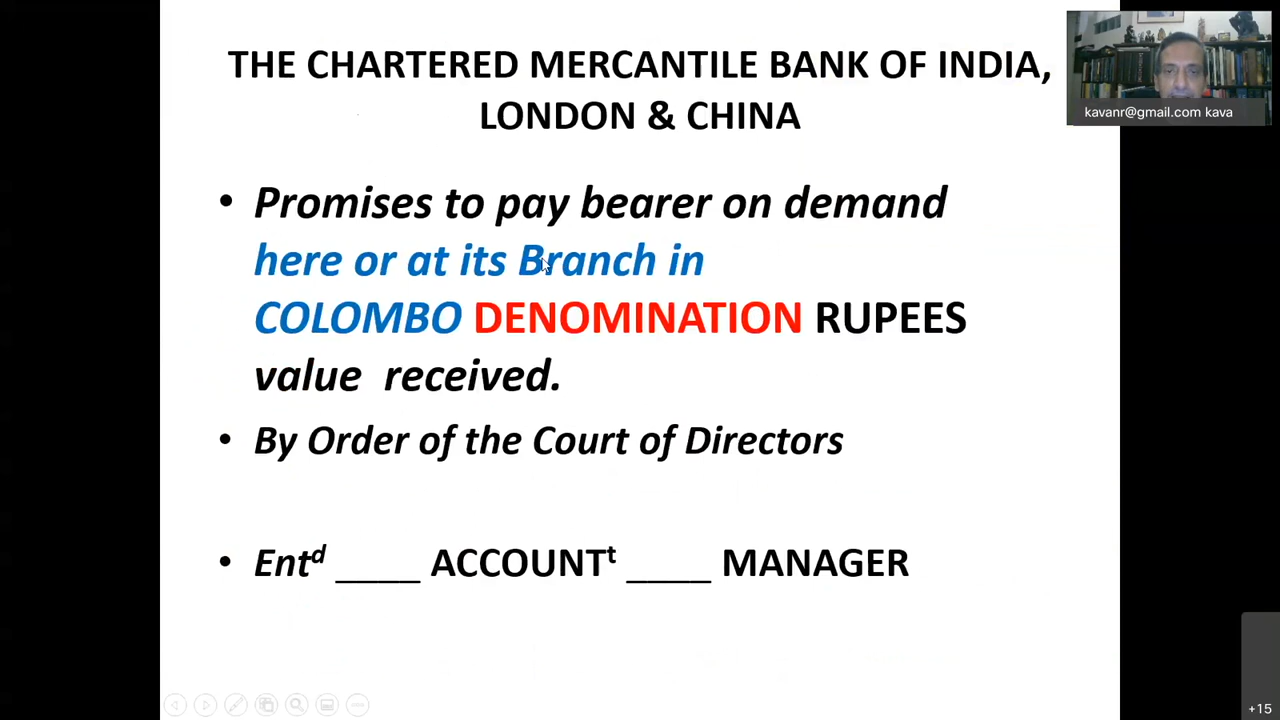 THE CHARTERED MERCANTILE BANK OF INDIA,
LONDON & CHINA
kavanr@gmail.com kava
• Promises to pay bearer on demand
here or at its Branch in
COLOMBO DENOMINATION RUPEES
value received.
• By Order of the Court of Directors
• Entᵈ ____ ACCOUNTᵗ ____ MANAGER
+15